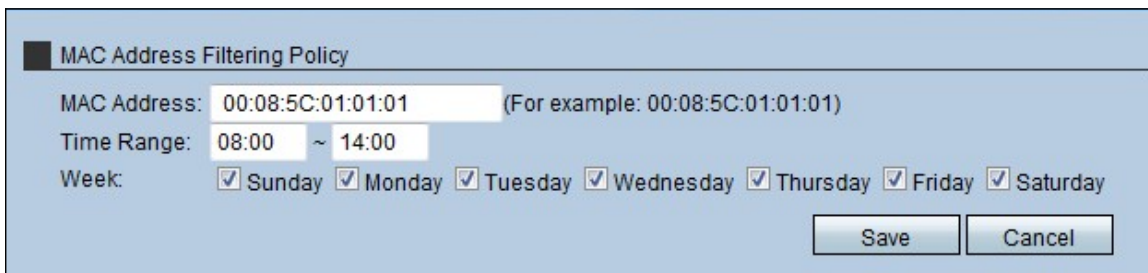 MAC Address Filtering Policy
MAC Address: 00:08:5C:01:01:01 (For example: 00:08:5C:01:01:01)
Time Range: 08:00 ~ 14:00
Week: Sunday Monday Tuesday Wednesday Thursday Friday Saturday
Save Cancel